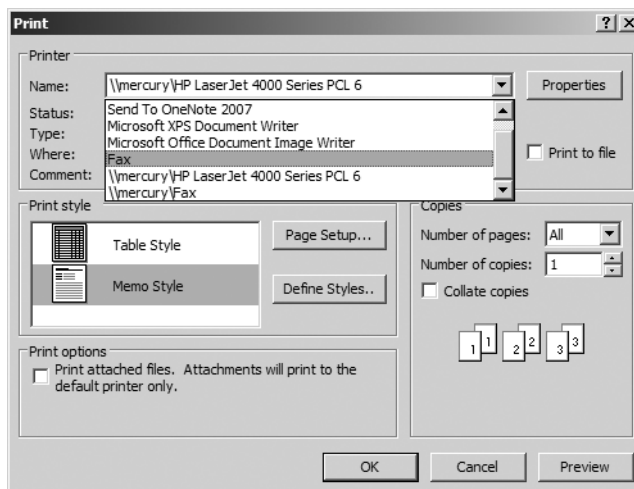 Print
Printer
Name: \\mercury\HP LaserJet 4000 Series PCL 6 Properties
Status: Send To OneNote 2007
Microsoft XPS Document Writer
Type: Microsoft Office Document Image Writer
Where: Fax Print to file
Comment: \\mercury\HP LaserJet 4000 Series PCL 6
\\mercury\Fax
Print style
Table Style Page Setup...
Memo Style Define Styles..
Copies
Number of pages: All
Number of copies: 1
Collate copies
1 1 2 2 3 3
Print options
Print attached files. Attachments will print to the
default printer only.
OK Cancel Preview